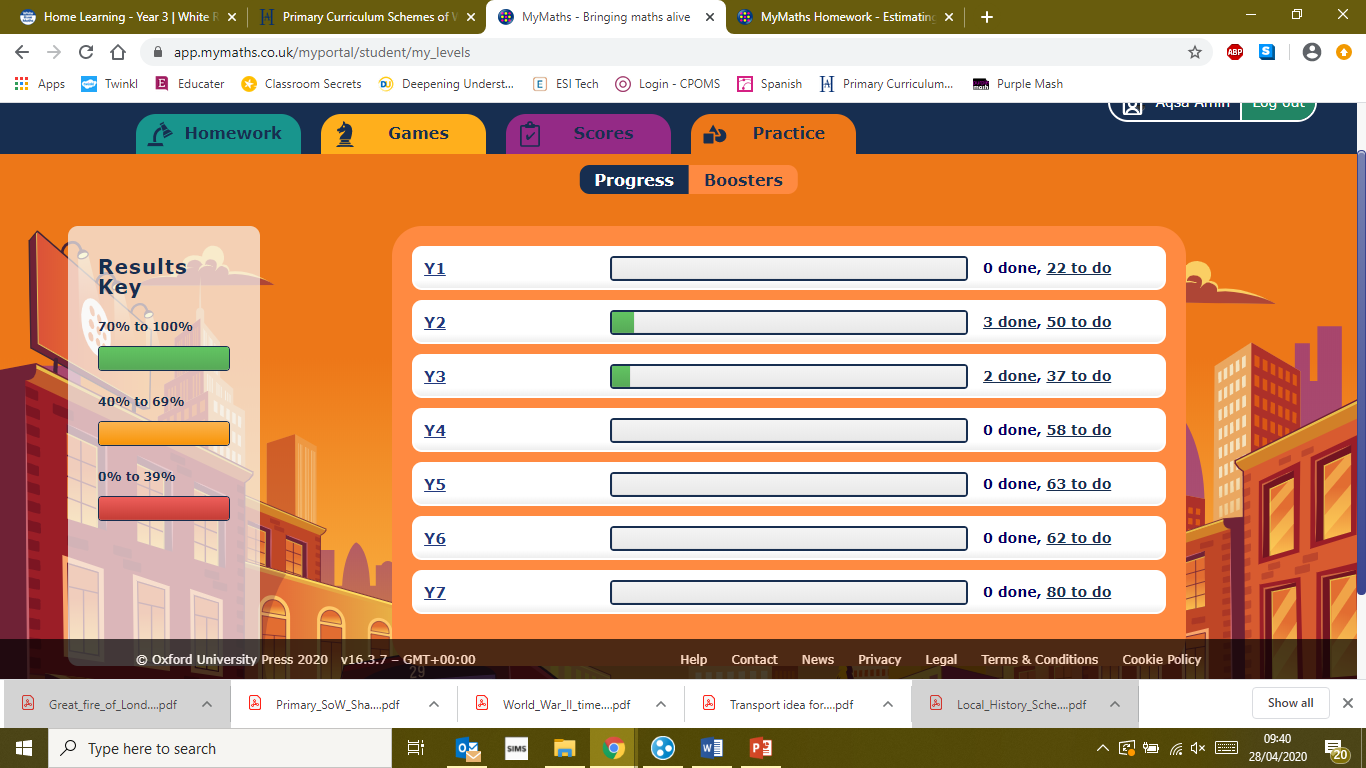 Home Learning - Year 3 | White R
Primary Curriculum Schemes of W
MyMaths - Bringing maths alive
MyMaths Homework - Estimating
app.mymaths.co.uk/myportal/student/my_levels
ABP
S
Apps
Twinkl
Educater
Classroom Secrets
Deepening Underst...
ESI Tech
Login - CPOMS
Spanish
Primary Curriculum...
Purple Mash
Aqsa Amin
Log out
Homework
Games
Scores
Practice
Progress
Boosters
Results
Key
70% to 100%
40% to 69%
0% to 39%
Y1 0 done, 22 to do
Y2 3 done, 50 to do
Y3 2 done, 37 to do
Y4 0 done, 58 to do
Y5 0 done, 63 to do
Y6 0 done, 62 to do
Y7 0 done, 80 to do
29
© Oxford University Press 2020 v16.3.7 – GMT+00:00
Help Contact News Privacy Legal Terms & Conditions Cookie Policy
Great_fire_of_Lond....pdf
Primary_SoW_Sha....pdf
World_War_II_time....pdf
Transport idea for....pdf
Local_History_Sche....pdf
Show all
Type here to search
SIMS
09:40
28/04/2020
20